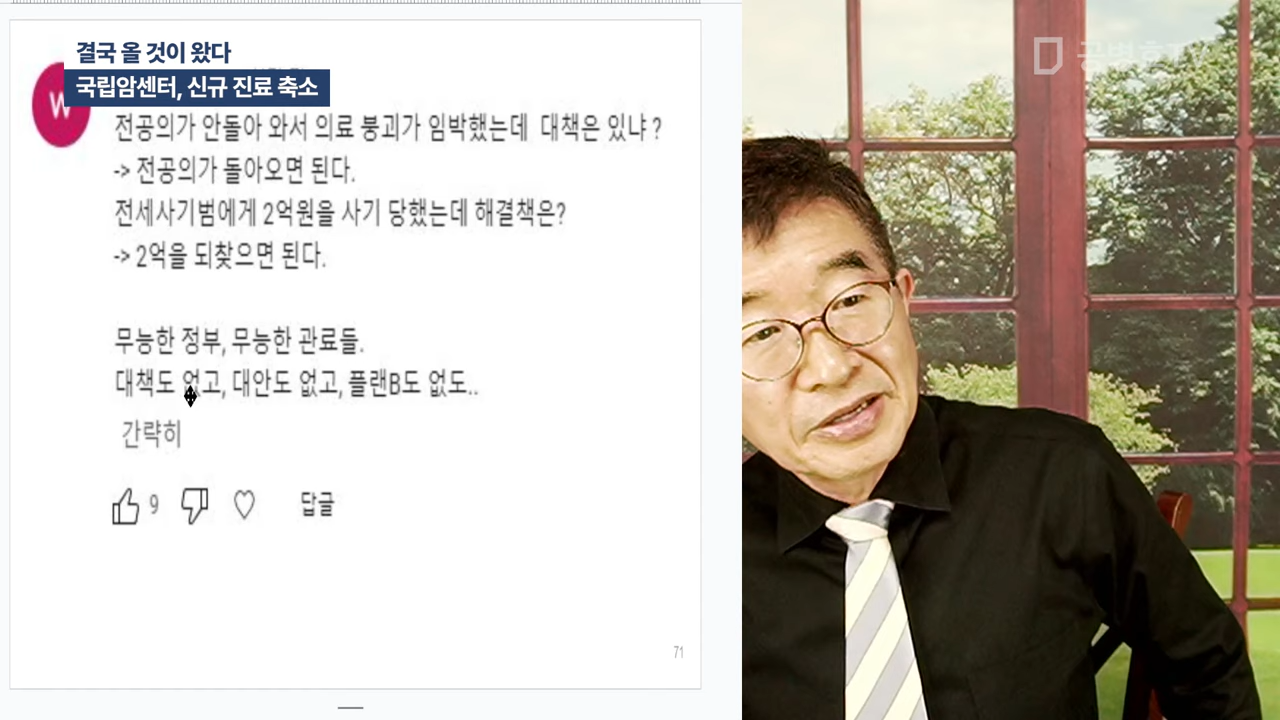 결국 올 것이 왔다
국립암센터, 신규 진료 축소
W
전공의가 안돌아 와서 의료 붕괴가 임박했는데 대책은 있냐 ?
-> 전공의가 돌아오면 된다.
전세사기범에게 2억원을 사기 당했는데 해결책은?
-> 2억을 되찾으면 된다.
무능한 정부, 무능한 관료들.
대책도 없고, 대안도 없고, 플랜B도 없도..
간략히
9
답글
71
공병호TV